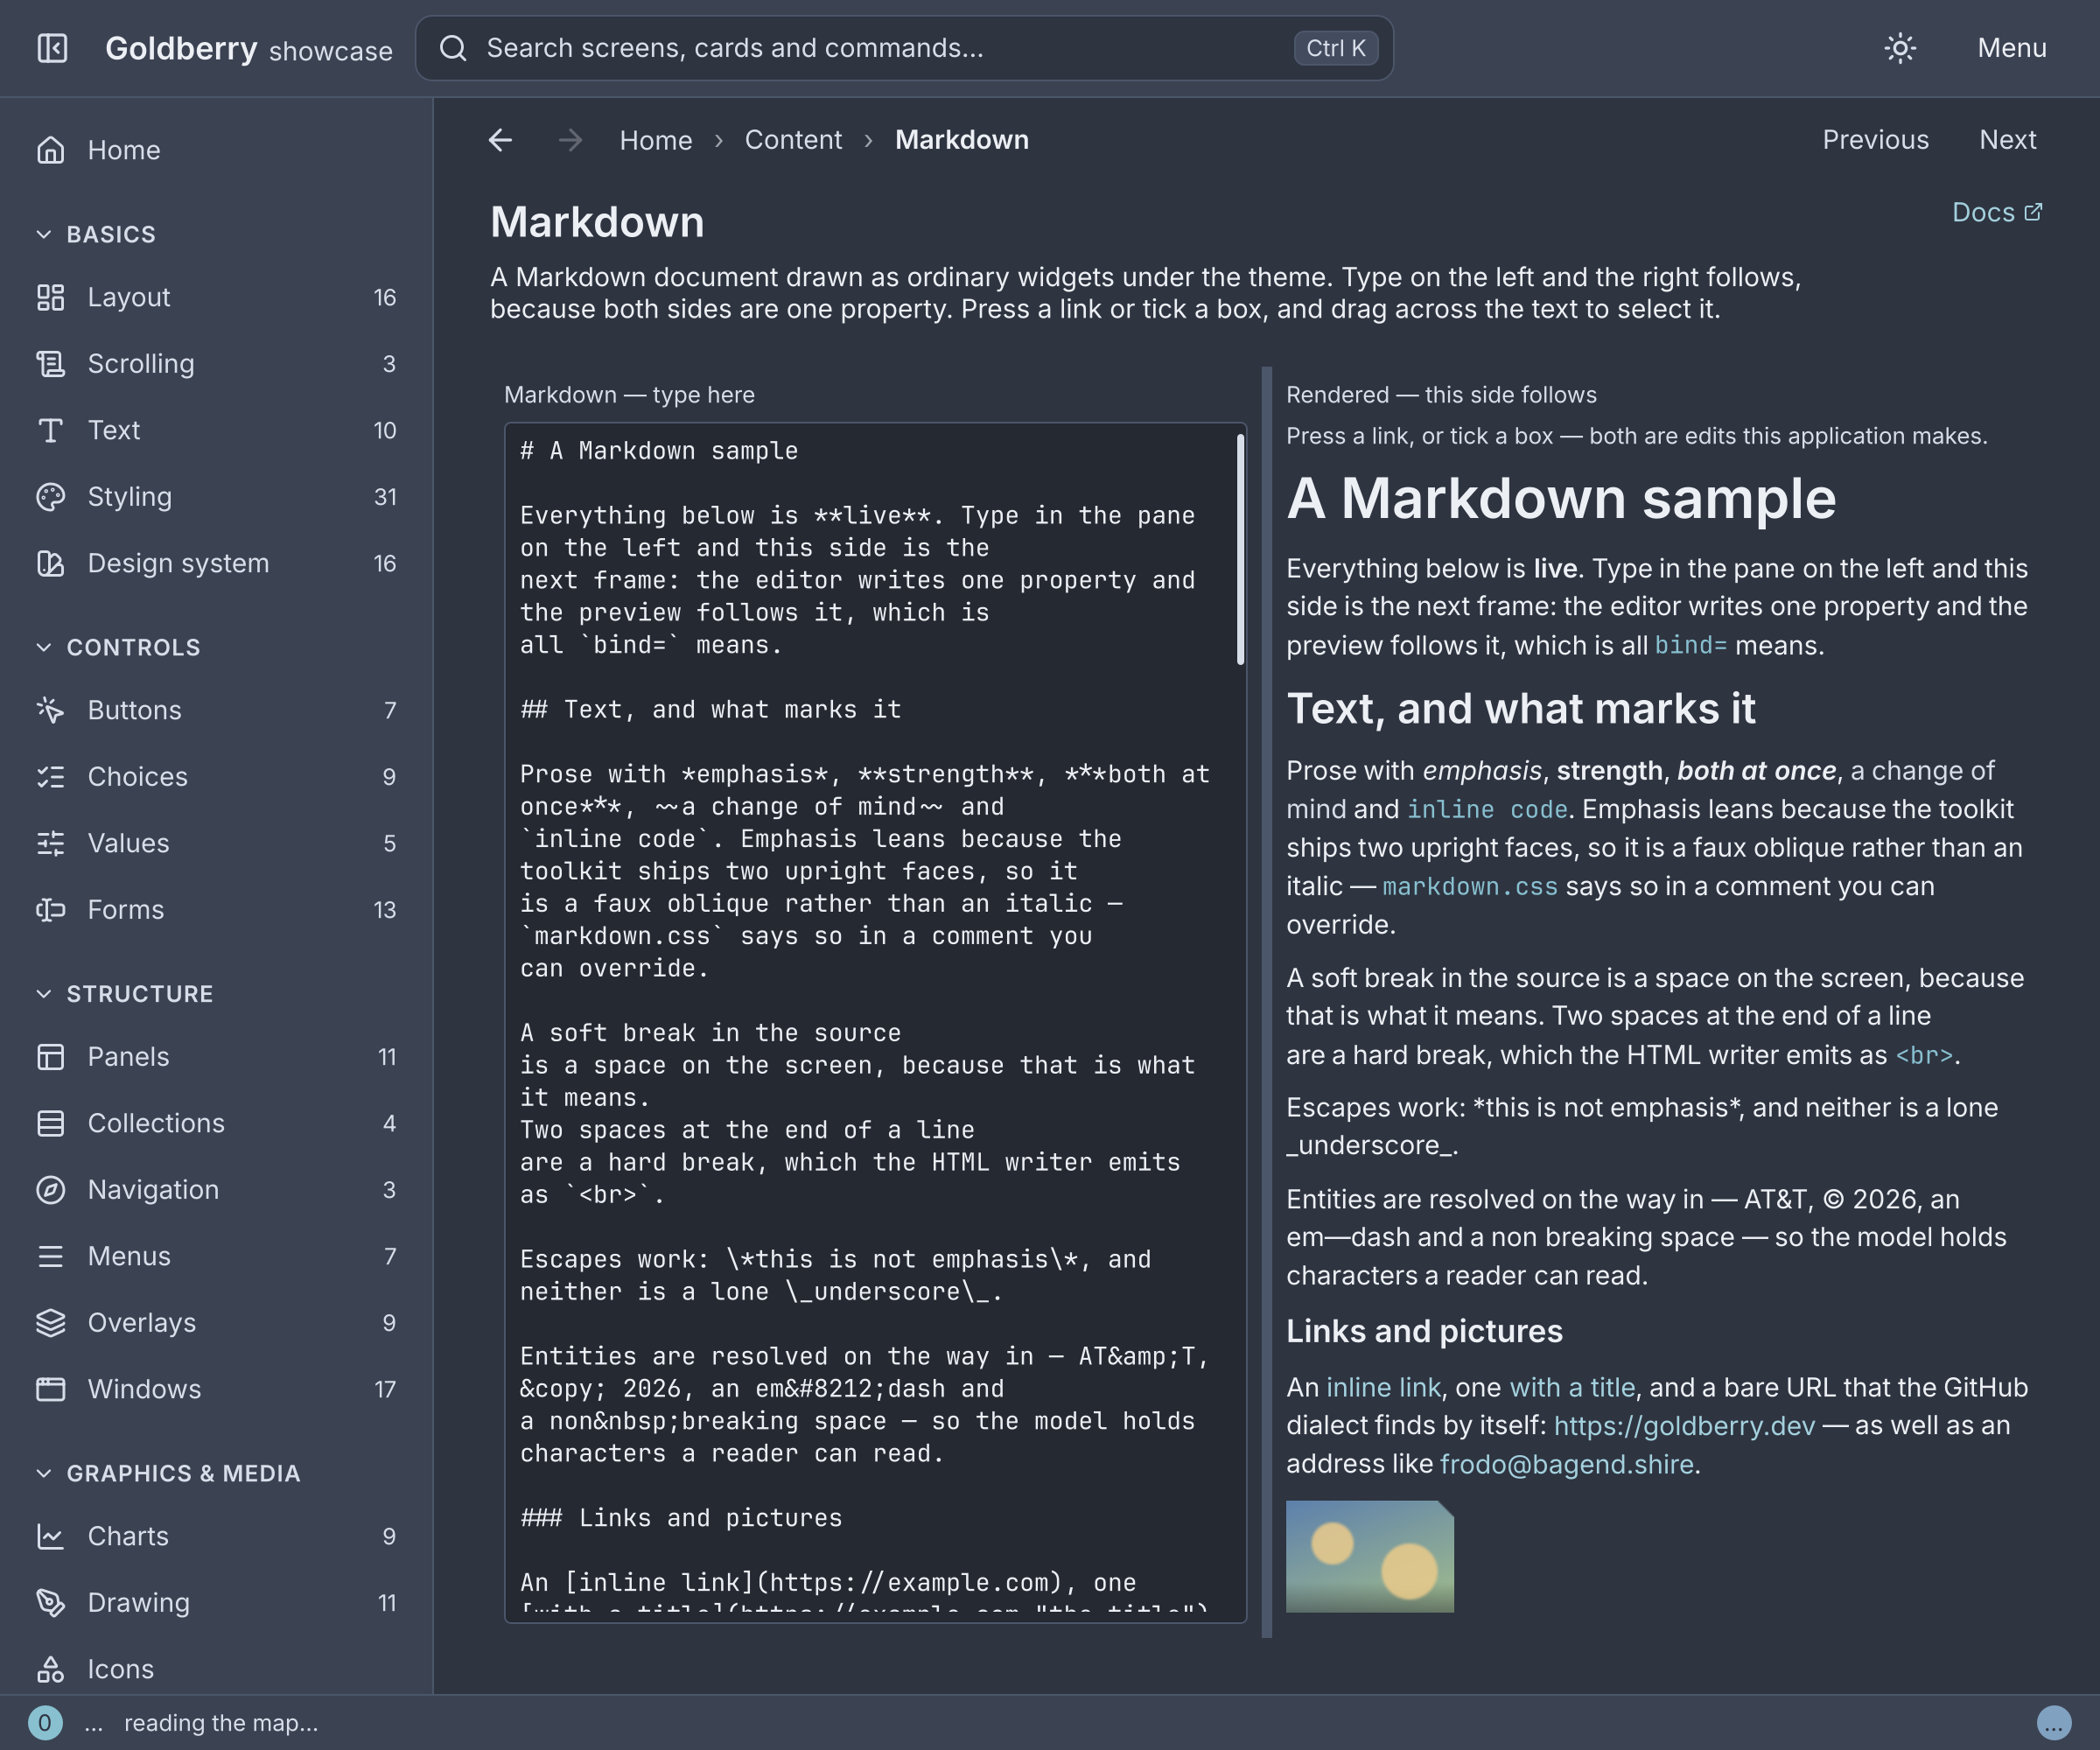 Goldberry showcase
Search screens, cards and commands...
Ctrl K
Menu
Home
BASICS
Layout 16
Scrolling 3
Text 10
Styling 31
Design system 16
CONTROLS
Buttons 7
Choices 9
Values 5
Forms 13
STRUCTURE
Panels 11
Collections 4
Navigation 3
Menus 7
Overlays 9
Windows 17
GRAPHICS & MEDIA
Charts 9
Drawing 11
Icons
Home › Content › Markdown
Previous Next
Markdown
Docs
A Markdown document drawn as ordinary widgets under the theme. Type on the left and the right follows,
because both sides are one property. Press a link or tick a box, and drag across the text to select it.
Markdown — type here
# A Markdown sample
Everything below is **live**. Type in the pane
on the left and this side is the
next frame: the editor writes one property and
the preview follows it, which is
all `bind=` means.
## Text, and what marks it
Prose with *emphasis*, **strength**, ***both at
once***, ~~a change of mind~~ and
`inline code`. Emphasis leans because the
toolkit ships two upright faces, so it
is a faux oblique rather than an italic —
`markdown.css` says so in a comment you
can override.
A soft break in the source
is a space on the screen, because that is what
it means.
Two spaces at the end of a line
are a hard break, which the HTML writer emits
as `<br>`.
Escapes work: \*this is not emphasis\*, and
neither is a lone \_underscore\_.
Entities are resolved on the way in — AT&amp;T,
&copy; 2026, an em&#8212;dash and
a non&nbsp;breaking space — so the model holds
characters a reader can read.
### Links and pictures
An [inline link](https://example.com), one
[with a title](https://example.com "the title")
Rendered — this side follows
Press a link, or tick a box — both are edits this application makes.
A Markdown sample
Everything below is live. Type in the pane on the left and this
side is the next frame: the editor writes one property and the
preview follows it, which is all bind= means.
Text, and what marks it
Prose with emphasis, strength, both at once, a change of
mind and inline code. Emphasis leans because the toolkit
ships two upright faces, so it is a faux oblique rather than an
italic — markdown.css says so in a comment you can
override.
A soft break in the source is a space on the screen, because
that is what it means. Two spaces at the end of a line
are a hard break, which the HTML writer emits as <br>.
Escapes work: *this is not emphasis*, and neither is a lone
_underscore_.
Entities are resolved on the way in — AT&T, © 2026, an
em—dash and a non breaking space — so the model holds
characters a reader can read.
Links and pictures
An inline link, one with a title, and a bare URL that the GitHub
dialect finds by itself: https://goldberry.dev — as well as an
address like frodo@bagend.shire.
0 ... reading the map...
...